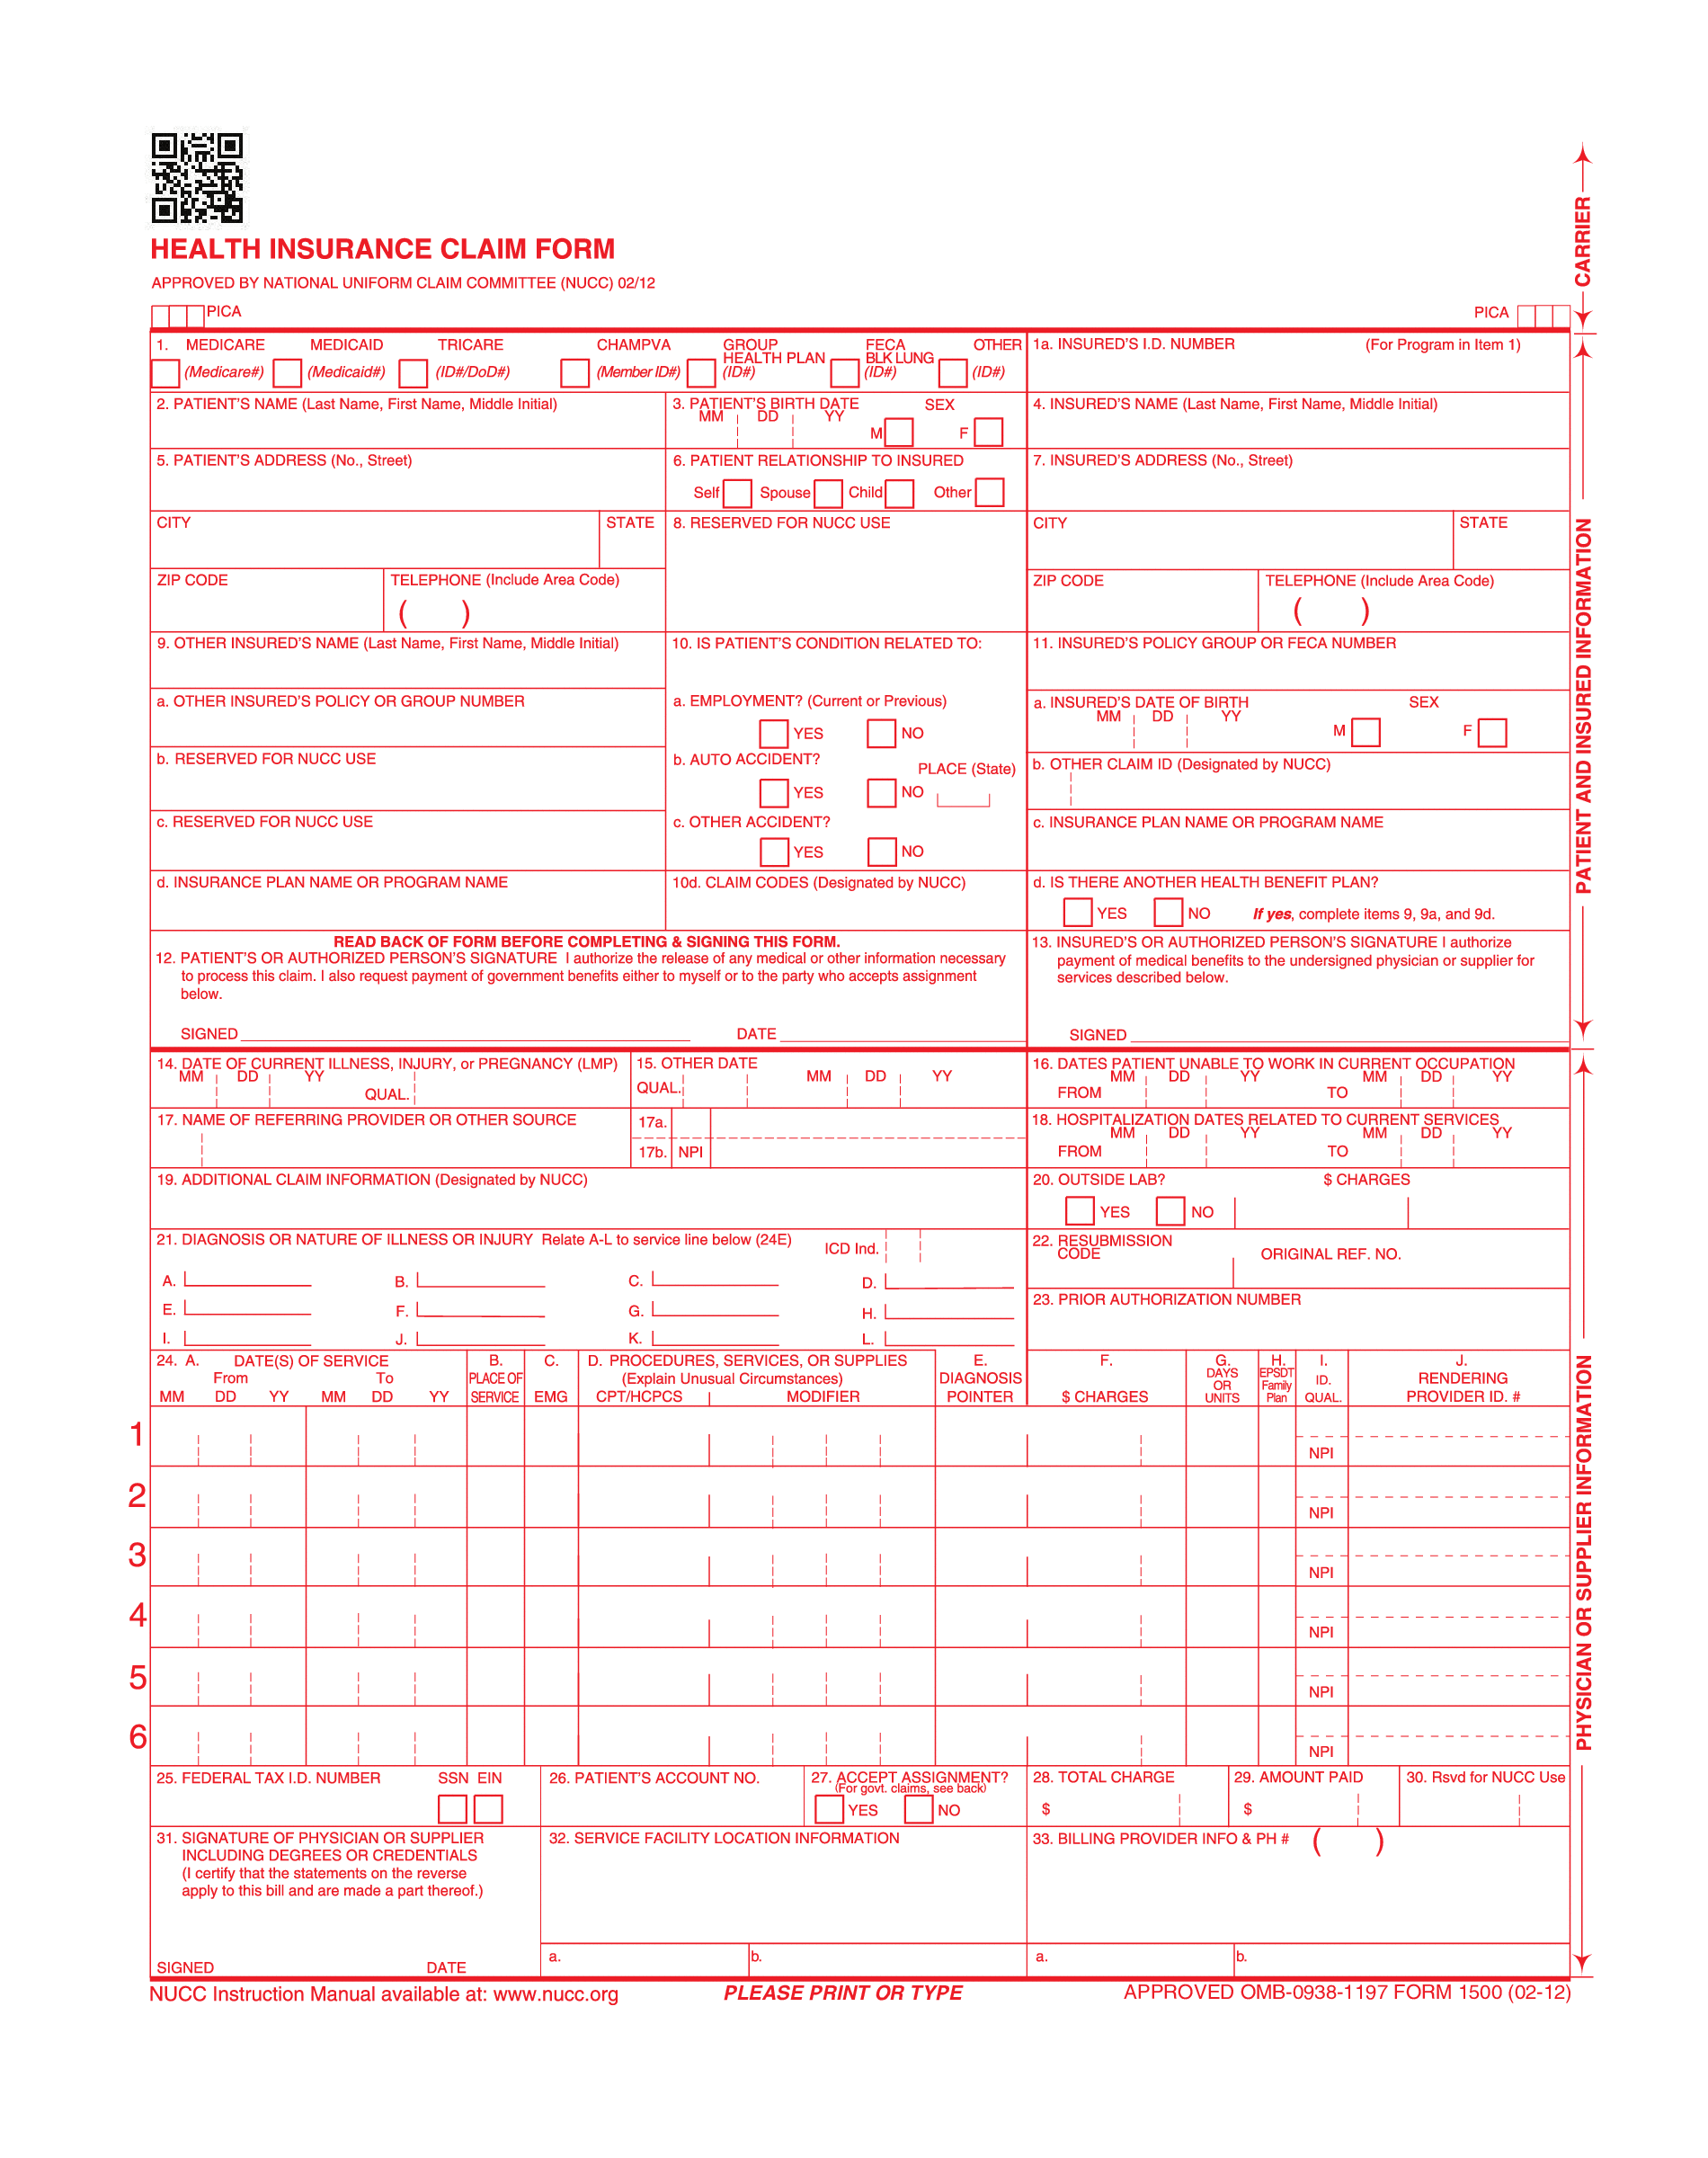 HEALTH INSURANCE CLAIM FORM
APPROVED BY NATIONAL UNIFORM CLAIM COMMITTEE (NUCC) 02/12
PICA
PICA
CARRIER
1. MEDICARE MEDICAID TRICARE CHAMPVA GROUP HEALTH PLAN FECA BLK LUNG OTHER
(Medicare#) (Medicaid#) (ID#/DoD#) (Member ID#) (ID#) (ID#) (ID#)
1a. INSURED'S I.D. NUMBER (For Program in Item 1)
2. PATIENT'S NAME (Last Name, First Name, Middle Initial)
3. PATIENT'S BIRTH DATE SEX
MM DD YY M F
4. INSURED'S NAME (Last Name, First Name, Middle Initial)
5. PATIENT'S ADDRESS (No., Street)
6. PATIENT RELATIONSHIP TO INSURED
Self Spouse Child Other
7. INSURED'S ADDRESS (No., Street)
CITY STATE
8. RESERVED FOR NUCC USE
CITY STATE
ZIP CODE TELEPHONE (Include Area Code)
( )
ZIP CODE TELEPHONE (Include Area Code)
( )
9. OTHER INSURED'S NAME (Last Name, First Name, Middle Initial)
10. IS PATIENT'S CONDITION RELATED TO:
11. INSURED'S POLICY GROUP OR FECA NUMBER
a. OTHER INSURED'S POLICY OR GROUP NUMBER
a. EMPLOYMENT? (Current or Previous)
YES NO
a. INSURED'S DATE OF BIRTH SEX
MM DD YY M F
b. RESERVED FOR NUCC USE
b. AUTO ACCIDENT? PLACE (State)
YES NO
b. OTHER CLAIM ID (Designated by NUCC)
c. RESERVED FOR NUCC USE
c. OTHER ACCIDENT?
YES NO
c. INSURANCE PLAN NAME OR PROGRAM NAME
d. INSURANCE PLAN NAME OR PROGRAM NAME
10d. CLAIM CODES (Designated by NUCC)
d. IS THERE ANOTHER HEALTH BENEFIT PLAN?
YES NO If yes, complete items 9, 9a, and 9d.
READ BACK OF FORM BEFORE COMPLETING & SIGNING THIS FORM.
12. PATIENT'S OR AUTHORIZED PERSON'S SIGNATURE I authorize the release of any medical or other information necessary
to process this claim. I also request payment of government benefits either to myself or to the party who accepts assignment
below.
SIGNED DATE
13. INSURED'S OR AUTHORIZED PERSON'S SIGNATURE I authorize
payment of medical benefits to the undersigned physician or supplier for
services described below.
SIGNED
PATIENT AND INSURED INFORMATION
14. DATE OF CURRENT ILLNESS, INJURY, or PREGNANCY (LMP)
MM DD YY QUAL.
15. OTHER DATE
QUAL. MM DD YY
16. DATES PATIENT UNABLE TO WORK IN CURRENT OCCUPATION
MM DD YY MM DD YY
FROM TO
17. NAME OF REFERRING PROVIDER OR OTHER SOURCE
17a.
17b. NPI
18. HOSPITALIZATION DATES RELATED TO CURRENT SERVICES
MM DD YY MM DD YY
FROM TO
19. ADDITIONAL CLAIM INFORMATION (Designated by NUCC)
20. OUTSIDE LAB? $ CHARGES
YES NO
21. DIAGNOSIS OR NATURE OF ILLNESS OR INJURY Relate A-L to service line below (24E) ICD Ind.
A. B. C. D.
E. F. G. H.
I. J. K. L.
22. RESUBMISSION
CODE ORIGINAL REF. NO.
23. PRIOR AUTHORIZATION NUMBER
24. A. DATE(S) OF SERVICE
From To
MM DD YY MM DD YY
B.
PLACE OF
SERVICE
C.
EMG
D. PROCEDURES, SERVICES, OR SUPPLIES
(Explain Unusual Circumstances)
CPT/HCPCS MODIFIER
E.
DIAGNOSIS
POINTER
F.
$ CHARGES
G.
DAYS
OR
UNITS
H.
EPSDT
Family
Plan
I.
ID.
QUAL.
J.
RENDERING
PROVIDER ID. #
1
NPI
2
NPI
3
NPI
4
NPI
5
NPI
6
NPI
PHYSICIAN OR SUPPLIER INFORMATION
25. FEDERAL TAX I.D. NUMBER SSN EIN
26. PATIENT'S ACCOUNT NO.
27. ACCEPT ASSIGNMENT?
(For govt. claims, see back)
YES NO
28. TOTAL CHARGE
$
29. AMOUNT PAID
$
30. Rsvd for NUCC Use
31. SIGNATURE OF PHYSICIAN OR SUPPLIER
INCLUDING DEGREES OR CREDENTIALS
(I certify that the statements on the reverse
apply to this bill and are made a part thereof.)
SIGNED DATE
32. SERVICE FACILITY LOCATION INFORMATION
a. b.
33. BILLING PROVIDER INFO & PH # ( )
a. b.
NUCC Instruction Manual available at: www.nucc.org
PLEASE PRINT OR TYPE
APPROVED OMB-0938-1197 FORM 1500 (02-12)